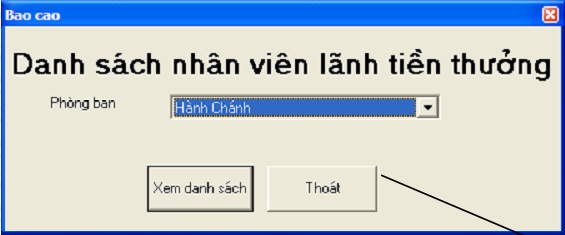 Bao cao
Danh sách nhân viên lãnh tiền thưởng
Phòng ban
Hành Chánh
Xem danh sách
Thoát